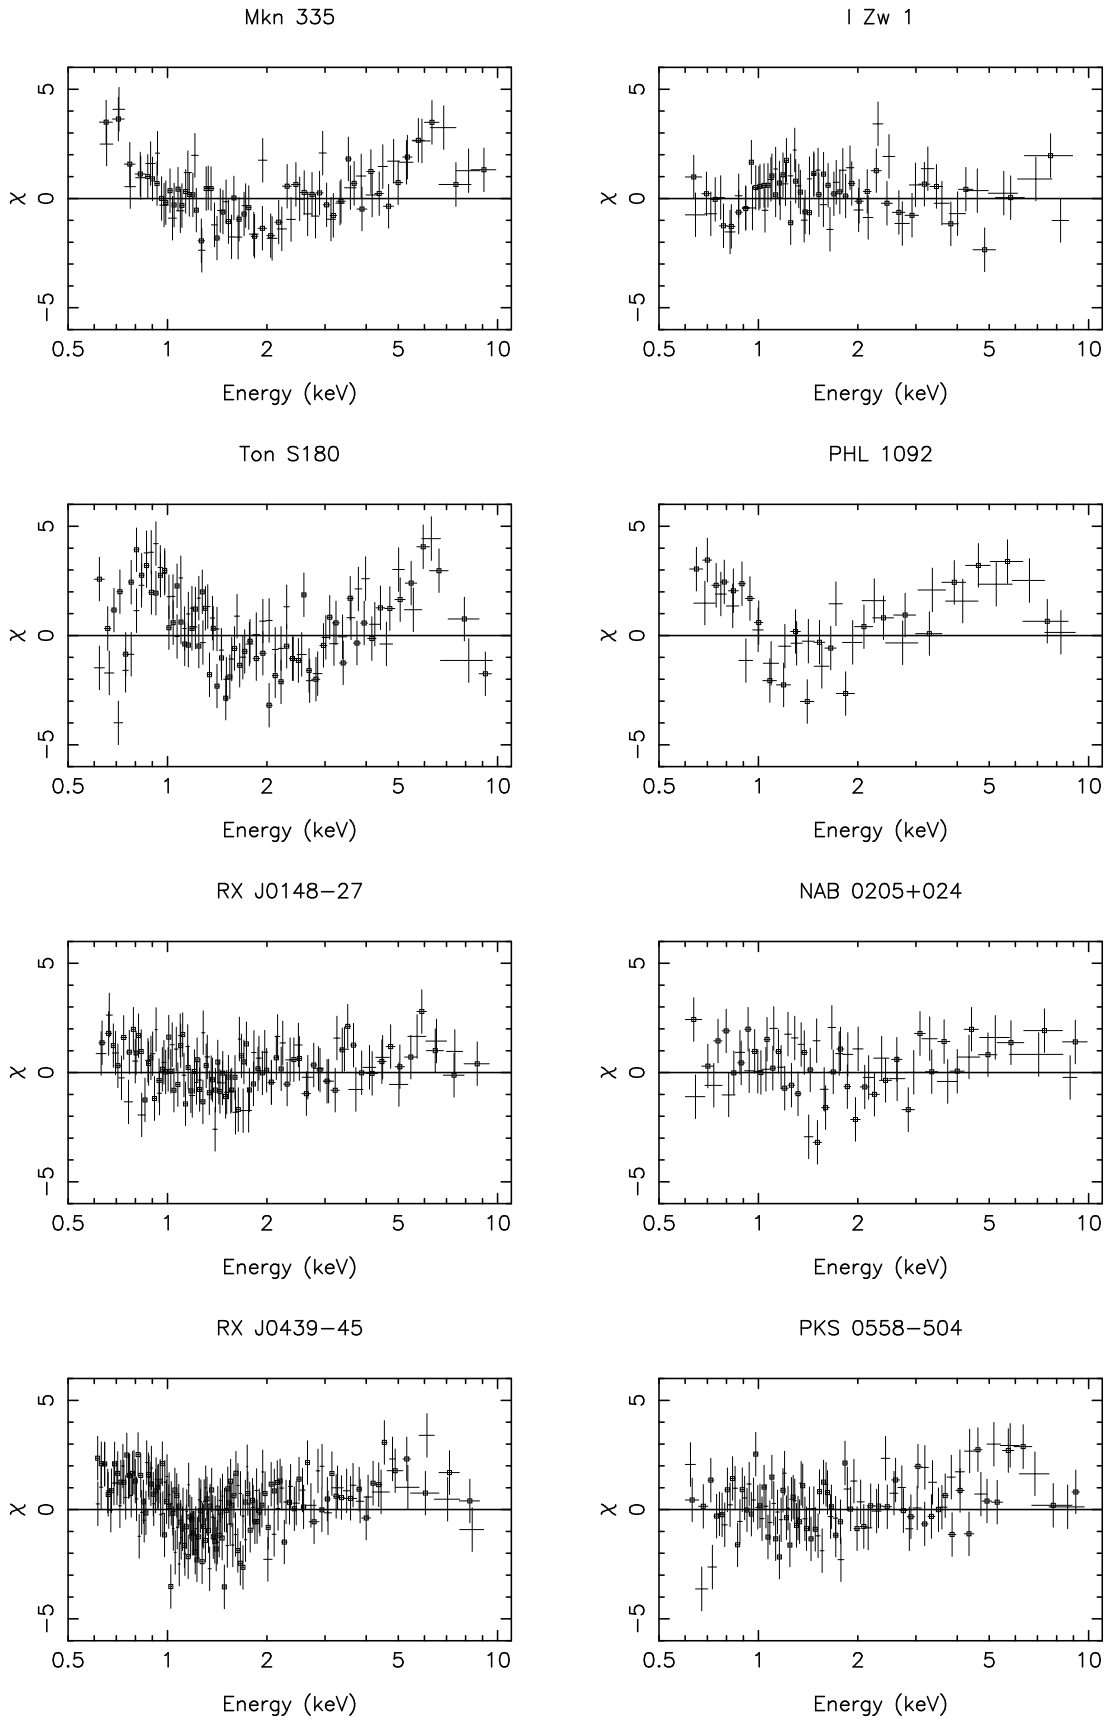 Mkn 335
5
0
−5
χ
0.5 1 2 5 10
Energy (keV)
I Zw 1
5
0
−5
χ
0.5 1 2 5 10
Energy (keV)
Ton S180
5
0
−5
χ
0.5 1 2 5 10
Energy (keV)
PHL 1092
5
0
−5
χ
0.5 1 2 5 10
Energy (keV)
RX J0148−27
5
0
−5
χ
0.5 1 2 5 10
Energy (keV)
NAB 0205+024
5
0
−5
χ
0.5 1 2 5 10
Energy (keV)
RX J0439−45
5
0
−5
χ
0.5 1 2 5 10
Energy (keV)
PKS 0558−504
5
0
−5
χ
0.5 1 2 5 10
Energy (keV)